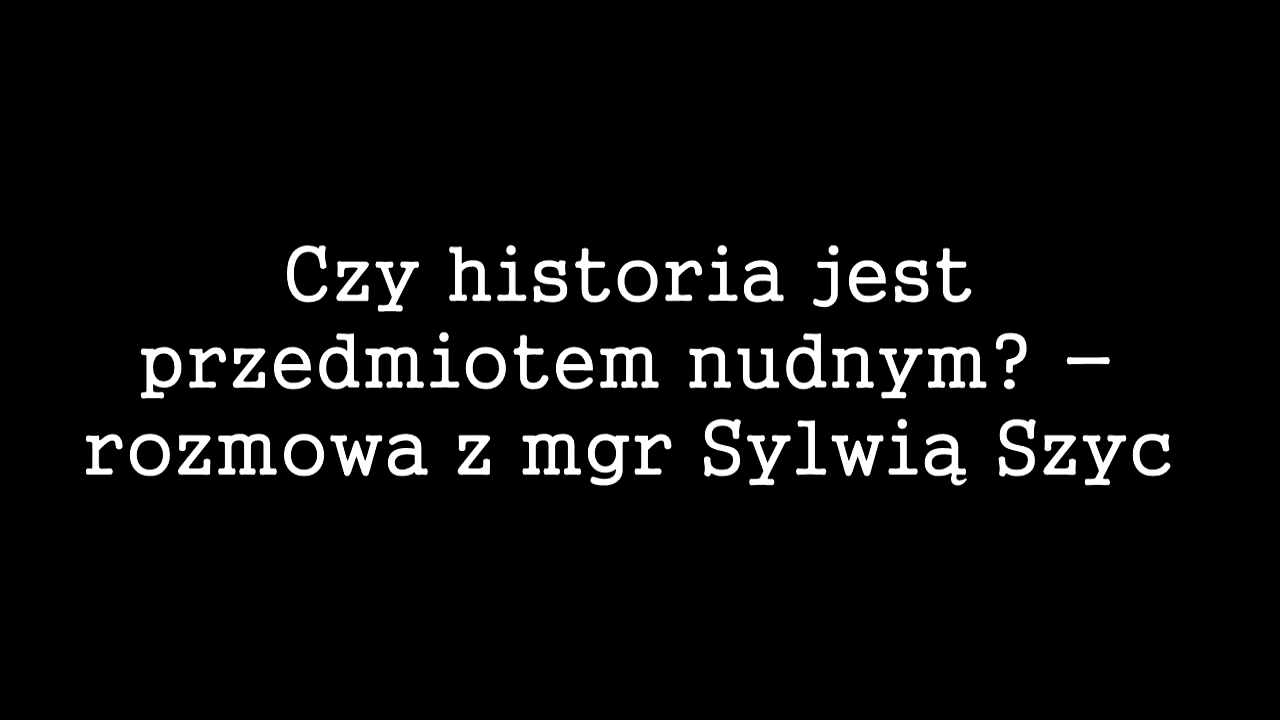 Czy historia jest
przedmiotem nudnym? —
rozmowa z mgr Sylwią Szyc